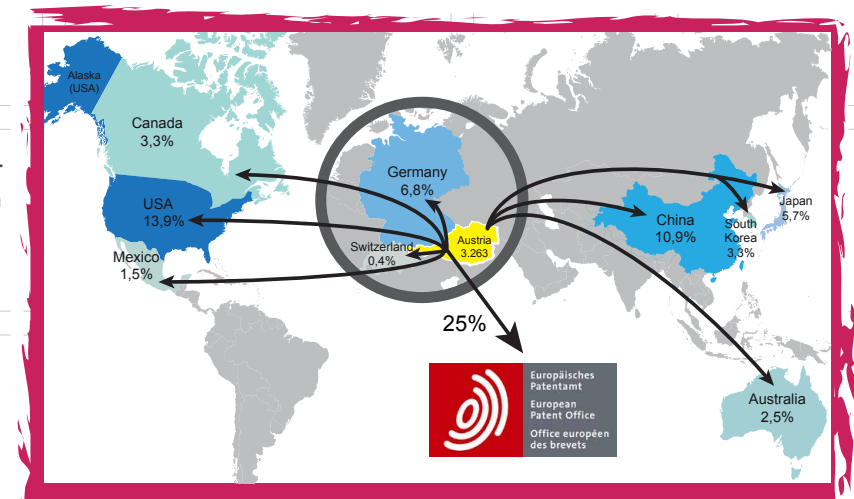 Alaska
(USA)
Canada
3,3%
USA
13,9%
Mexico
1,5%
Germany
6,8%
Switzerland
0,4%
Austria
3.263
China
10,9%
South
Korea
3,3%
Japan
5,7%
Australia
2,5%
25%
Europäisches
Patentamt
European
Patent Office
Office européen
des brevets